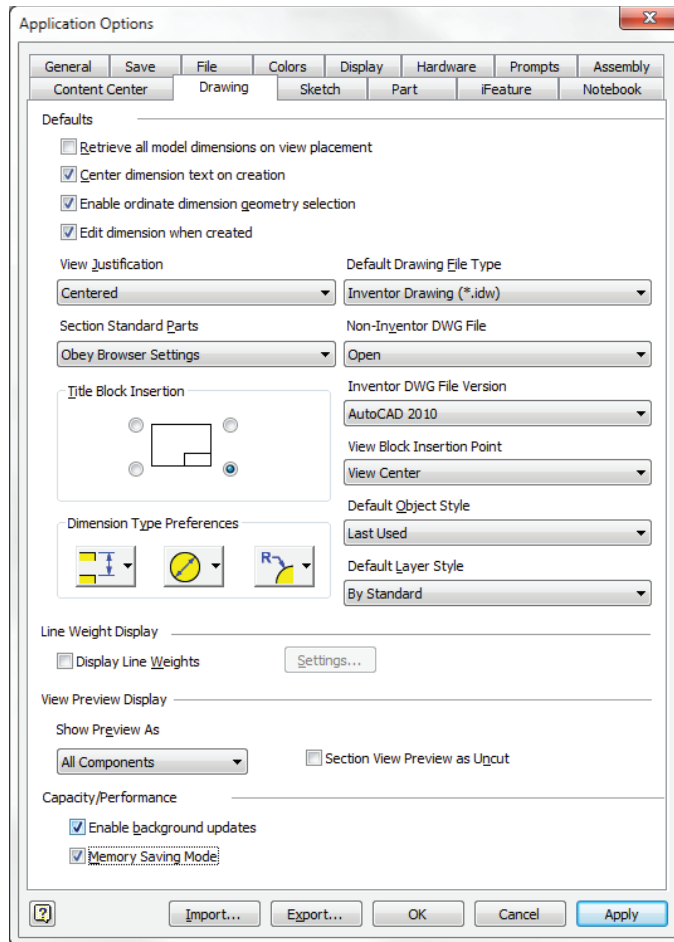 Application Options
General Save File Colors Display Hardware Prompts Assembly
Content Center Drawing Sketch Part iFeature Notebook
Defaults
Retrieve all model dimensions on view placement
Center dimension text on creation
Enable ordinate dimension geometry selection
Edit dimension when created
View Justification
Centered
Default Drawing File Type
Inventor Drawing (*.idw)
Section Standard Parts
Obey Browser Settings
Non-Inventor DWG File
Open
Title Block Insertion
Inventor DWG File Version
AutoCAD 2010
View Block Insertion Point
View Center
Dimension Type Preferences
R
Default Object Style
Last Used
Default Layer Style
By Standard
Line Weight Display
Display Line Weights Settings...
View Preview Display
Show Preview As
All Components
Section View Preview as Uncut
Capacity/Performance
Enable background updates
Memory Saving Mode
? Import... Export... OK Cancel Apply